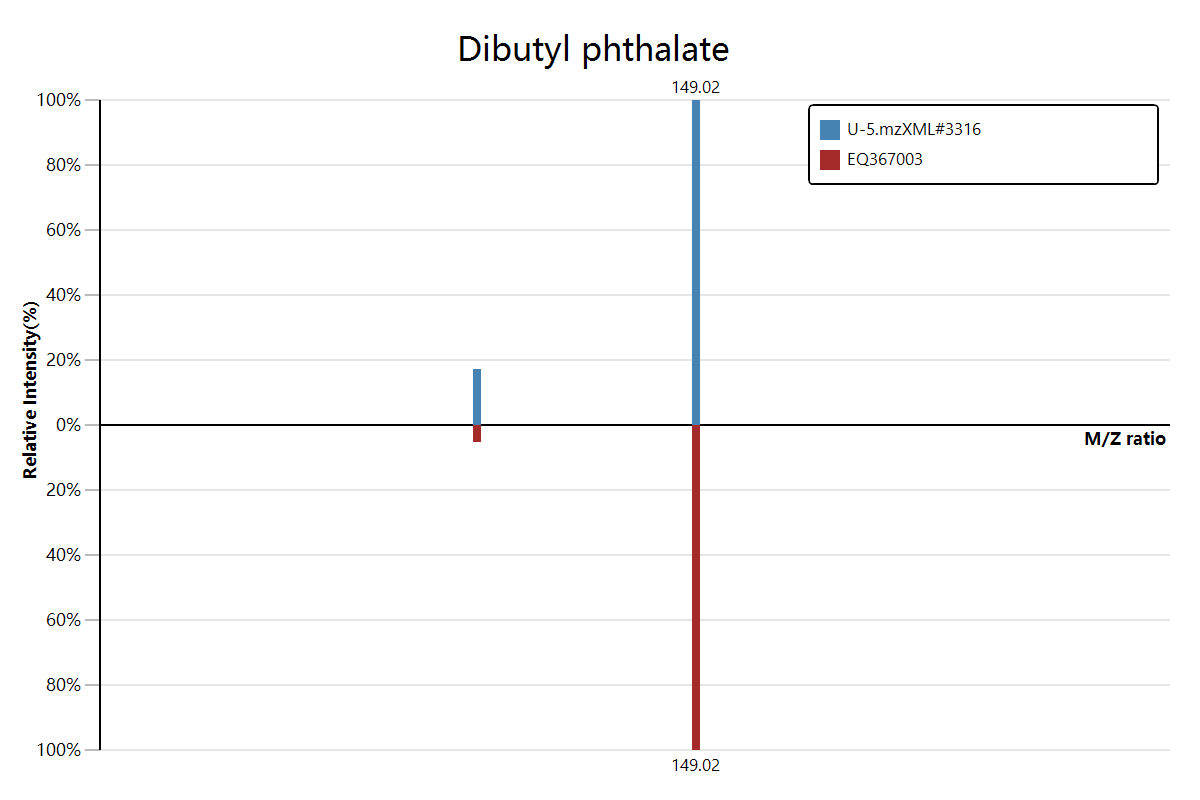 Dibutyl phthalate
149.02
U-5.mzXML#3316
EQ367003
100%
80%
60%
40%
20%
0%
20%
40%
60%
80%
100%
Relative Intensity(%)
M/Z ratio
149.02